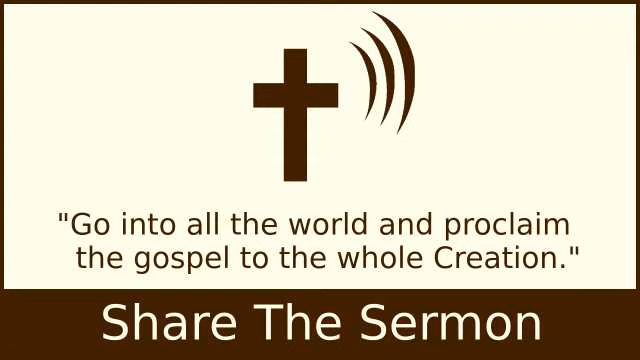 "Go into all the world and proclaim
the gospel to the whole Creation."
Share The Sermon